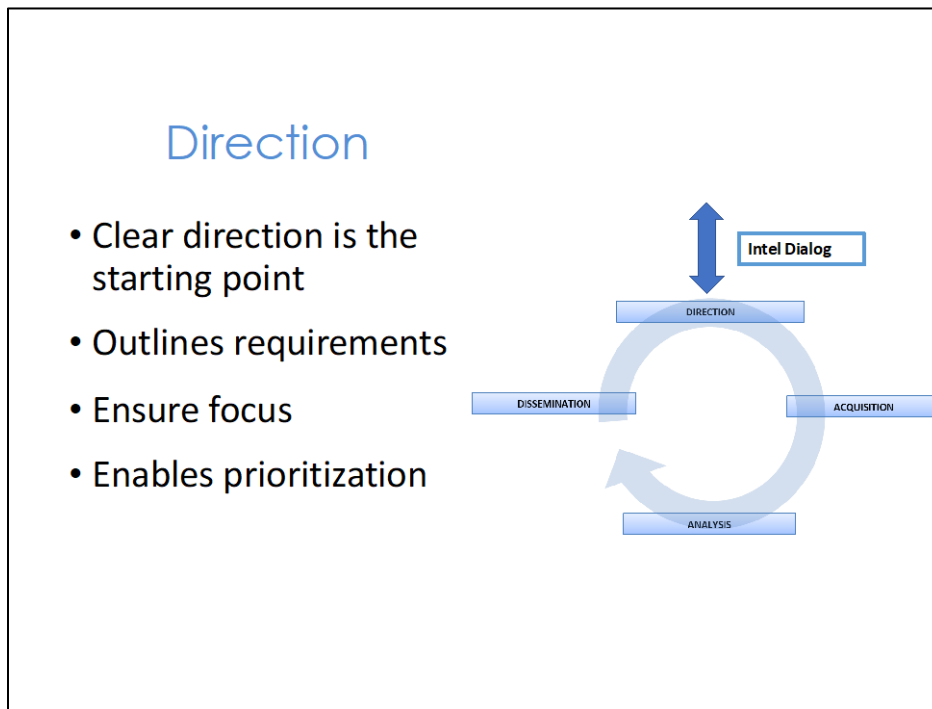 Direction
• Clear direction is the
starting point
• Outlines requirements
• Ensure focus
• Enables prioritization
Intel Dialog
DIRECTION
DISSEMINATION
ACQUISITION
ANALYSIS